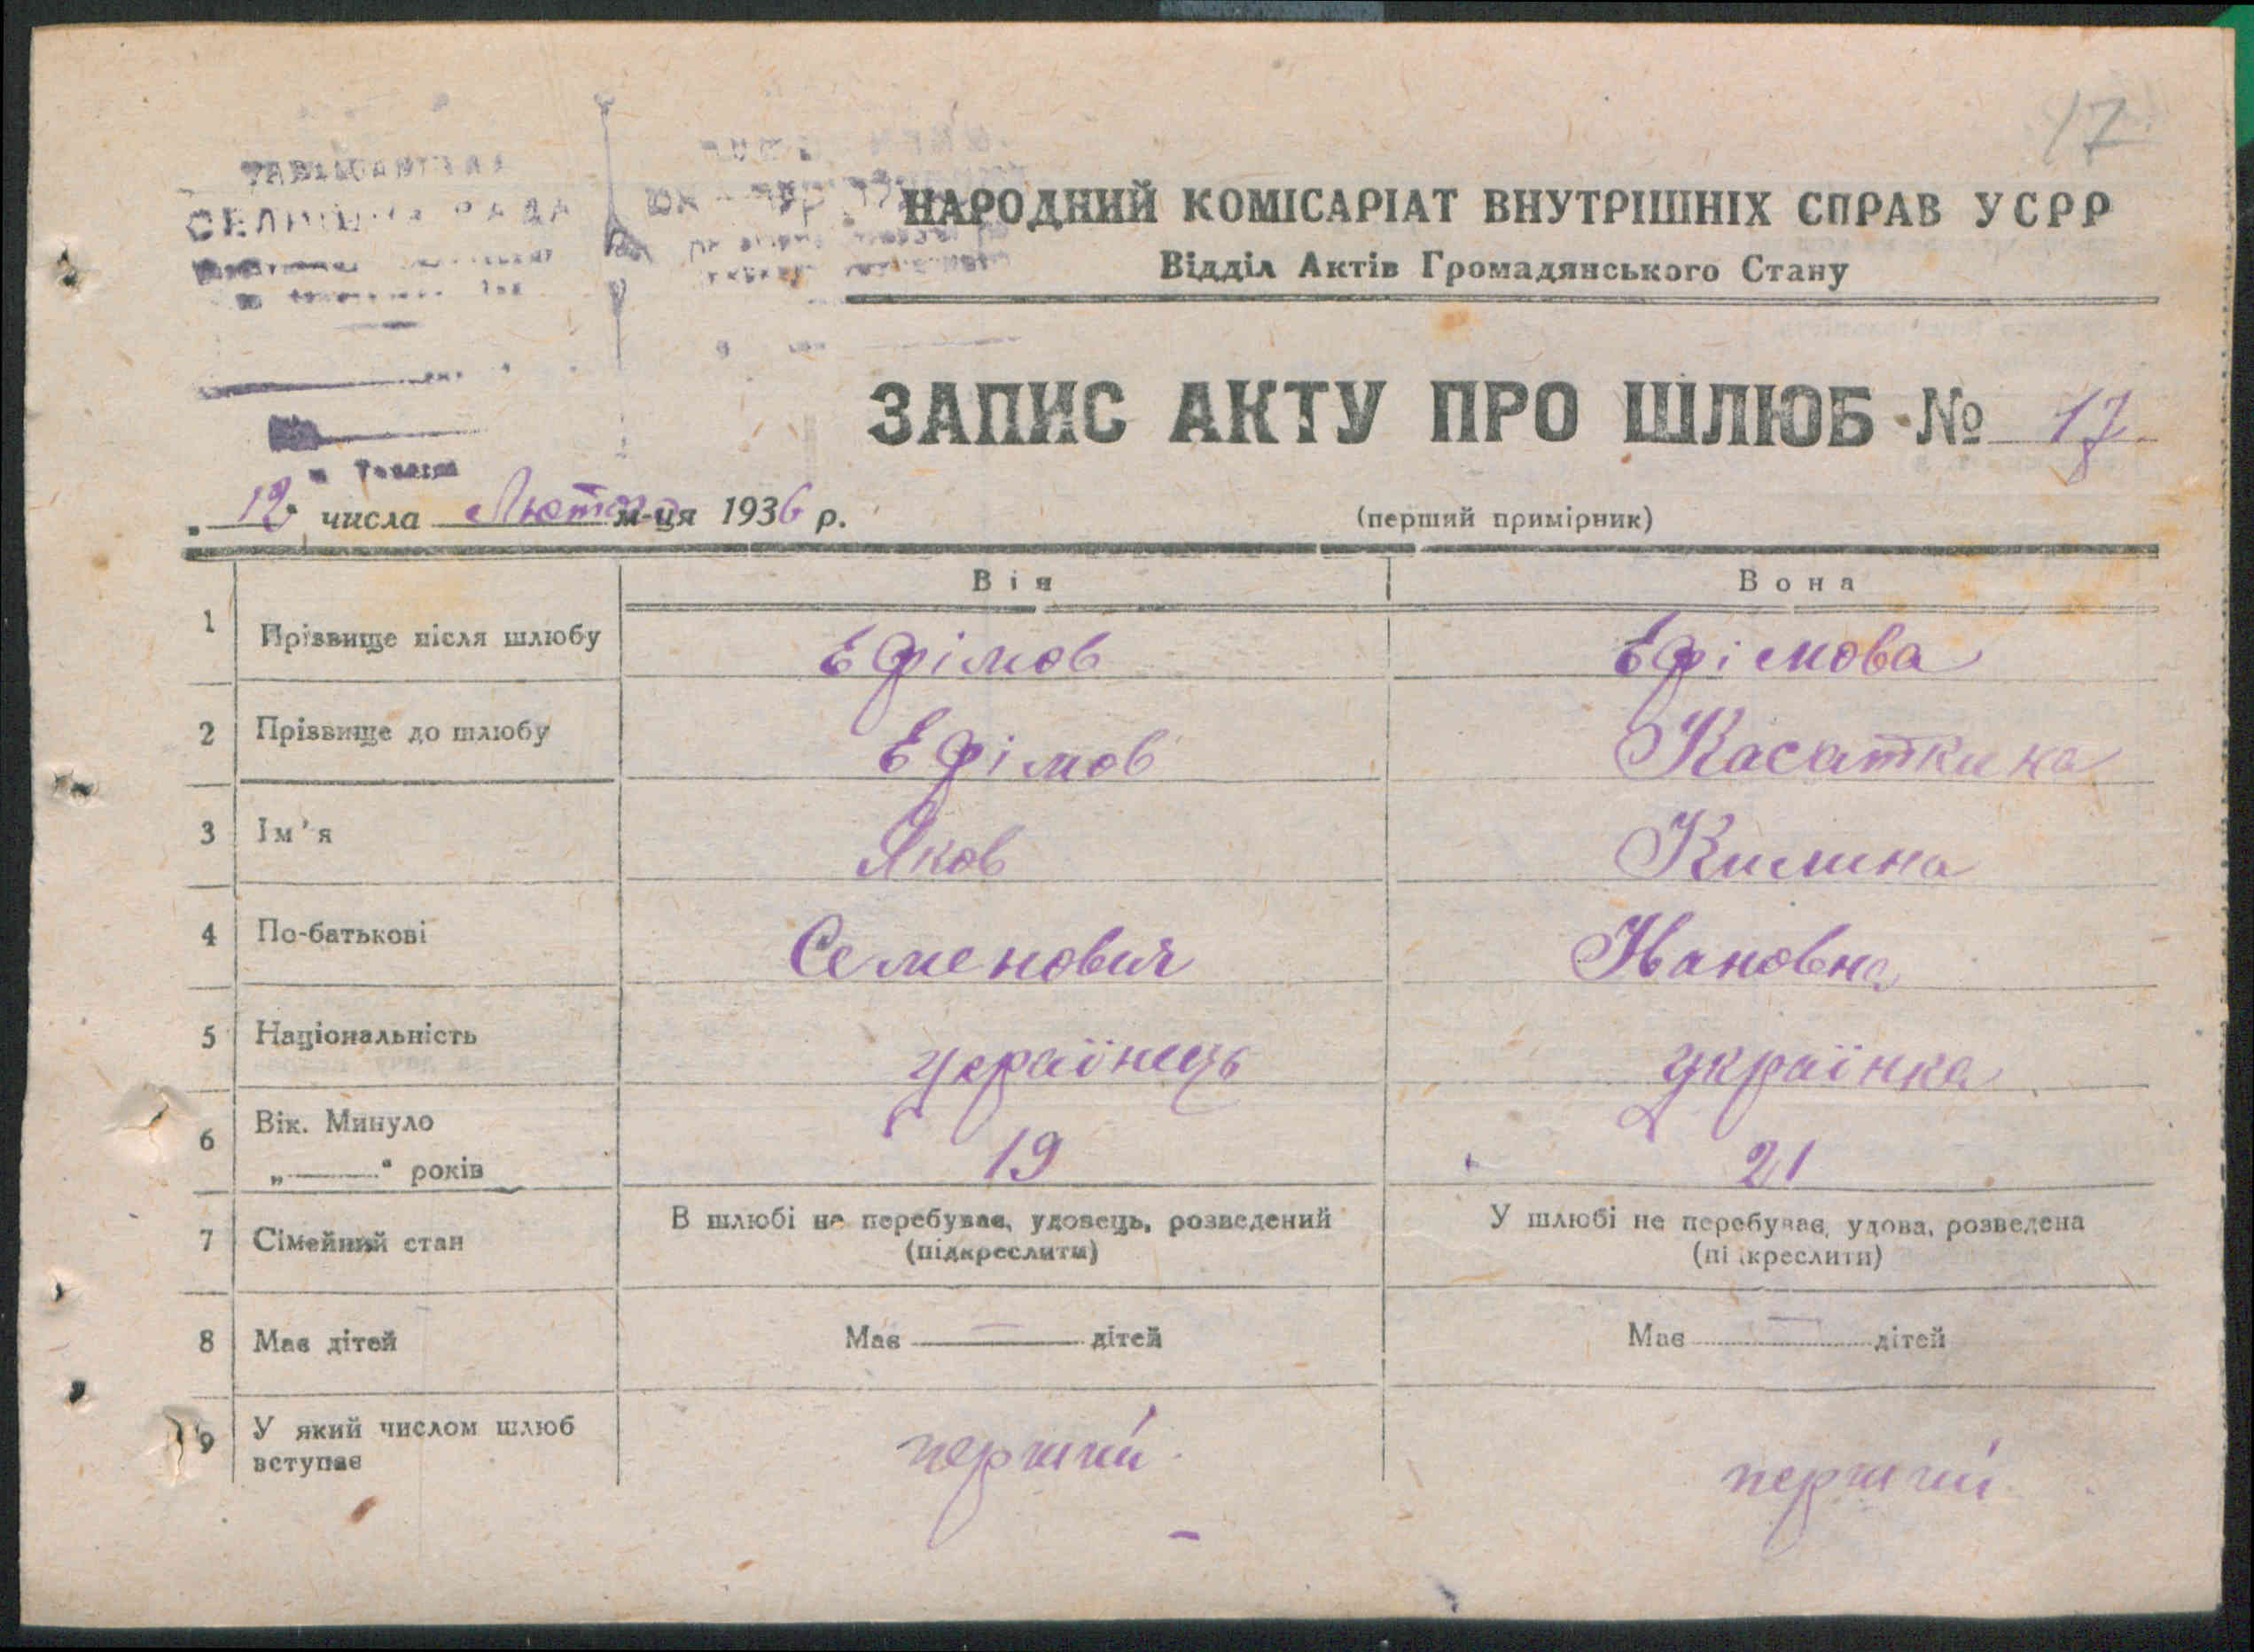 17
СЕЛИЩНА РАДА
НАРОДНИЙ КОМІСАРІАТ ВНУТРІШНІХ СПРАВ УСРР
Відділ Актів Громадянського Стану
ЗАПИС АКТУ ПРО ШЛЮБ № 17
12 числа Лютого м-ця 1936 р.
(перший примірник)
Він Вона
1 Прізвище після шлюбу Ефімов Ефімова
2 Прізвище до шлюбу Ефімов Касаткина
3 Ім'я Яков Килина
4 По-батькові Семенович Ивановна
5 Національність українець українка
6 Вік. Минуло
„——“ років 19 21
7 Сімейний стан В шлюбі не перебуває, удовець, розведений У шлюбі не перебуває, удова, розведена
(підкреслити) (підкреслити)
8 Має дітей Має — дітей Має — дітей
9 У який числом шлюб
вступає перший перший